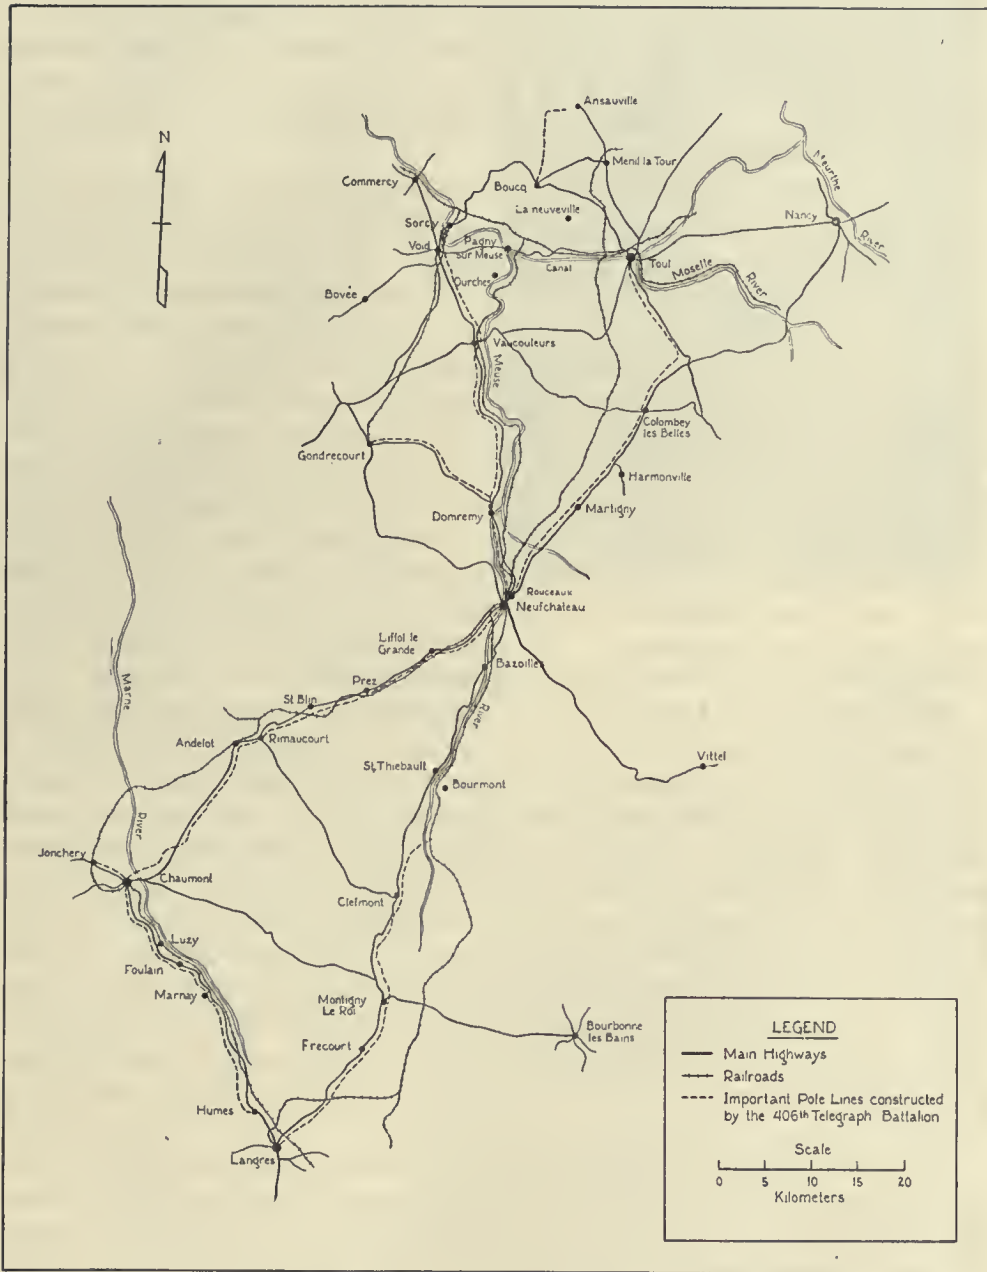 N
Ansauville
Menil la Tour
Commercy
Boucq
La neuveville
Meurthe
River
Nancy
Sorcy
Void
Pagny
sur Meuse
Canal
Toul
Ourches
Moselle
River
Bovée
Vaucouleurs
Meuse
Colombey
les Belles
Gondrecourt
Harmonville
Domremy
Martigny
Rouceaux
Neufchateau
Liffol le
Grande
Bazoilles
Prez
St Blin
River
Marne
River
Andelot
Rimaucourt
Vittel
St. Thiebault
Bourmont
Jonchery
Chaumont
Clefmont
Luzy
Foulain
Marnay
Montigny
Le Roi
Bourbonne
les Bains
Frecourt
Humes
Langres
LEGEND
Main Highways
Railroads
Important Pole Lines constructed
by the 406th Telegraph Battalion
Scale
0 5 10 15 20
Kilometers